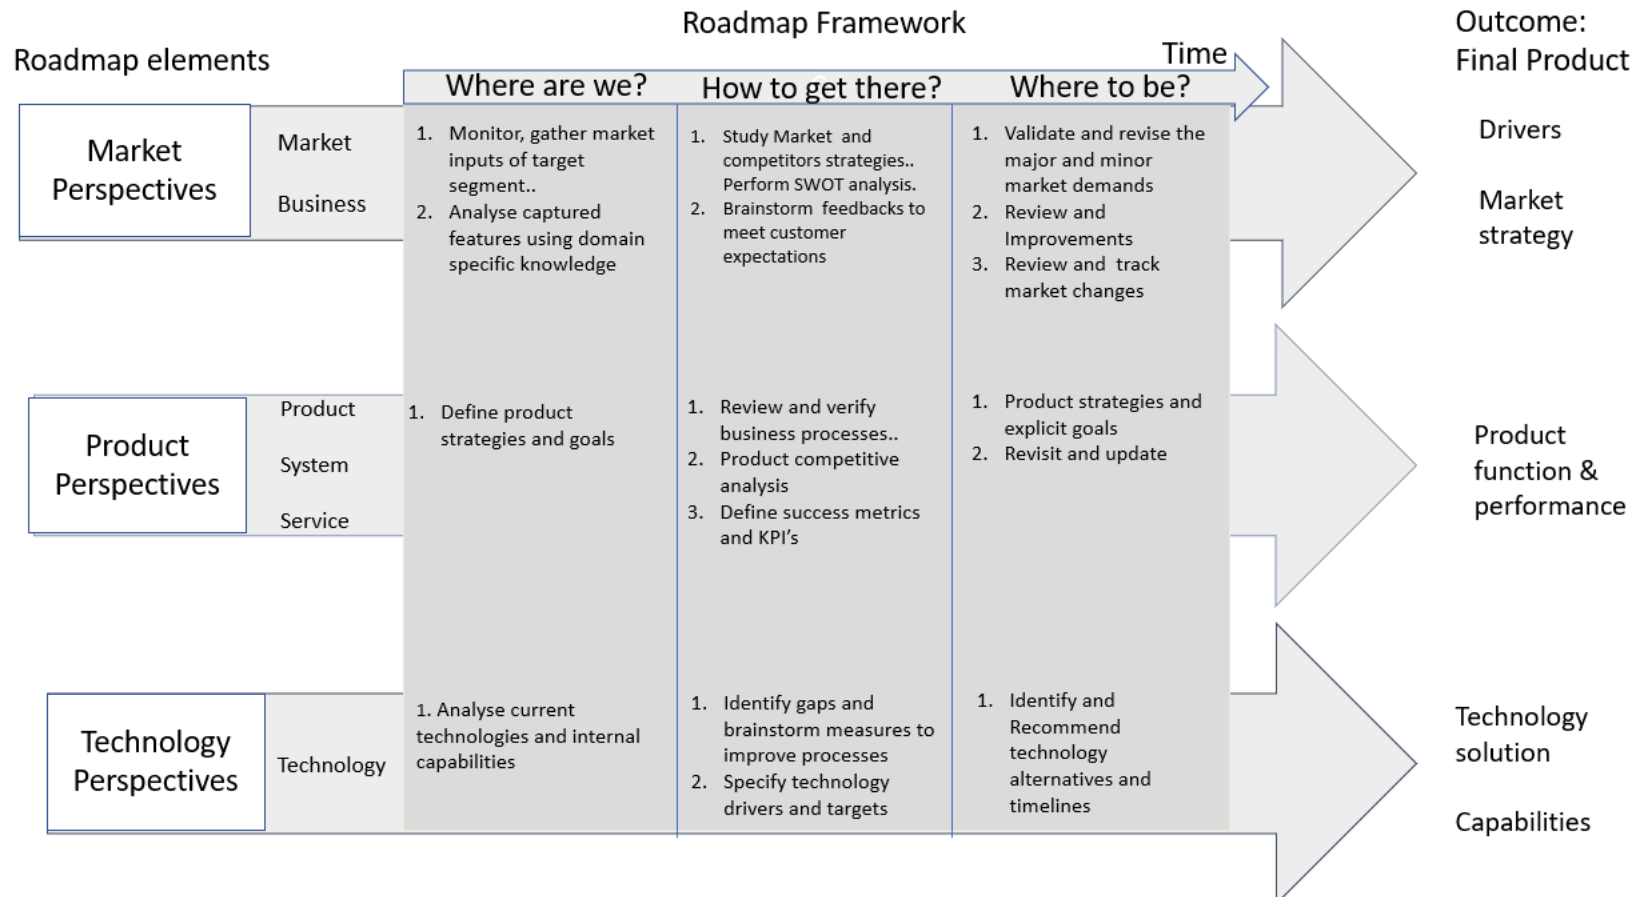 Roadmap Framework
Outcome:
Final Product
Roadmap elements
Time
Where are we?
How to get there?
Where to be?
Market
Perspectives
Market
Business
1. Monitor, gather market
inputs of target
segment..
2. Analyse captured
features using domain
specific knowledge
1. Study Market and
competitors strategies..
Perform SWOT analysis.
2. Brainstorm feedbacks to
meet customer
expectations
1. Validate and revise the
major and minor
market demands
2. Review and
Improvements
3. Review and track
market changes
Drivers
Market
strategy
Product
Perspectives
Product
System
Service
1. Define product
strategies and goals
1. Review and verify
business processes..
2. Product competitive
analysis
3. Define success metrics
and KPI's
1. Product strategies and
explicit goals
2. Revisit and update
Product
function &
performance
Technology
Perspectives
Technology
1. Analyse current
technologies and internal
capabilities
1. Identify gaps and
brainstorm measures to
improve processes
2. Specify technology
drivers and targets
1. Identify and
Recommend
technology
alternatives and
timelines
Technology
solution
Capabilities